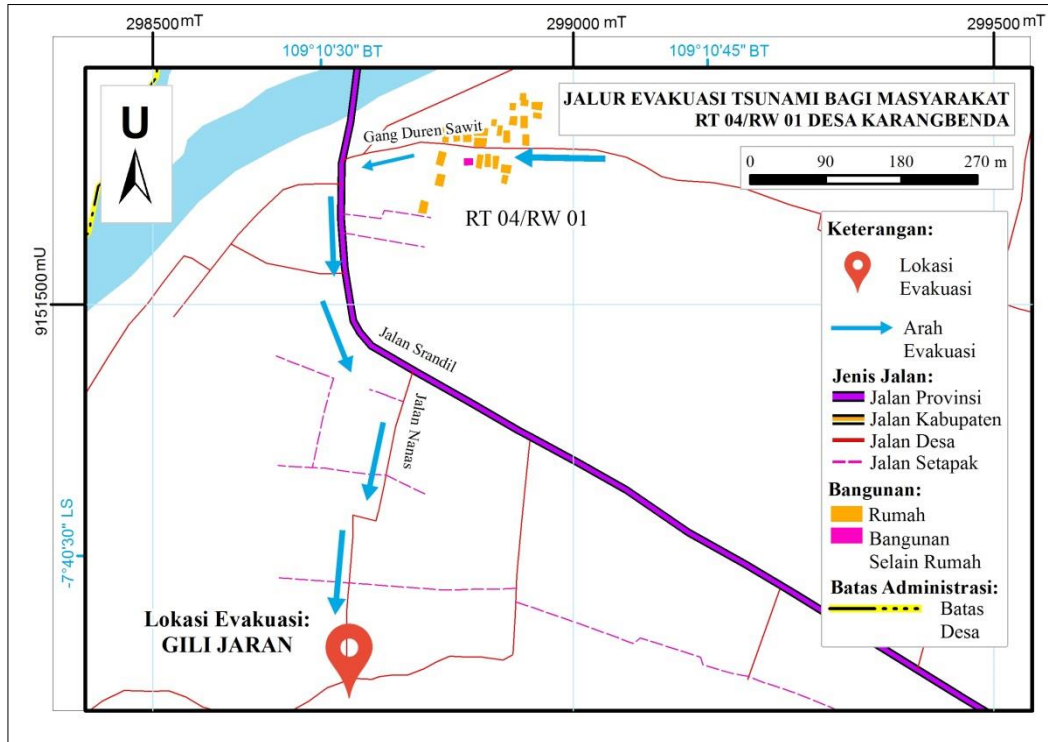 298500 mT
299000 mT
299500 mT
109°10'30" BT
109°10'45" BT
9151500 mU
-7°40'30" LS
U
JALUR EVAKUASI TSUNAMI BAGI MASYARAKAT
RT 04/RW 01 DESA KARANGBENDA
0 90 180 270 m
Gang Duren Sawit
RT 04/RW 01
Jalan Srandil
Jalan Nanas
Lokasi Evakuasi:
GILI JARAN
Keterangan:
Lokasi
Evakuasi
Arah
Evakuasi
Jenis Jalan:
Jalan Provinsi
Jalan Kabupaten
Jalan Desa
Jalan Setapak
Bangunan:
Rumah
Bangunan
Selain Rumah
Batas Administrasi:
Batas
Desa